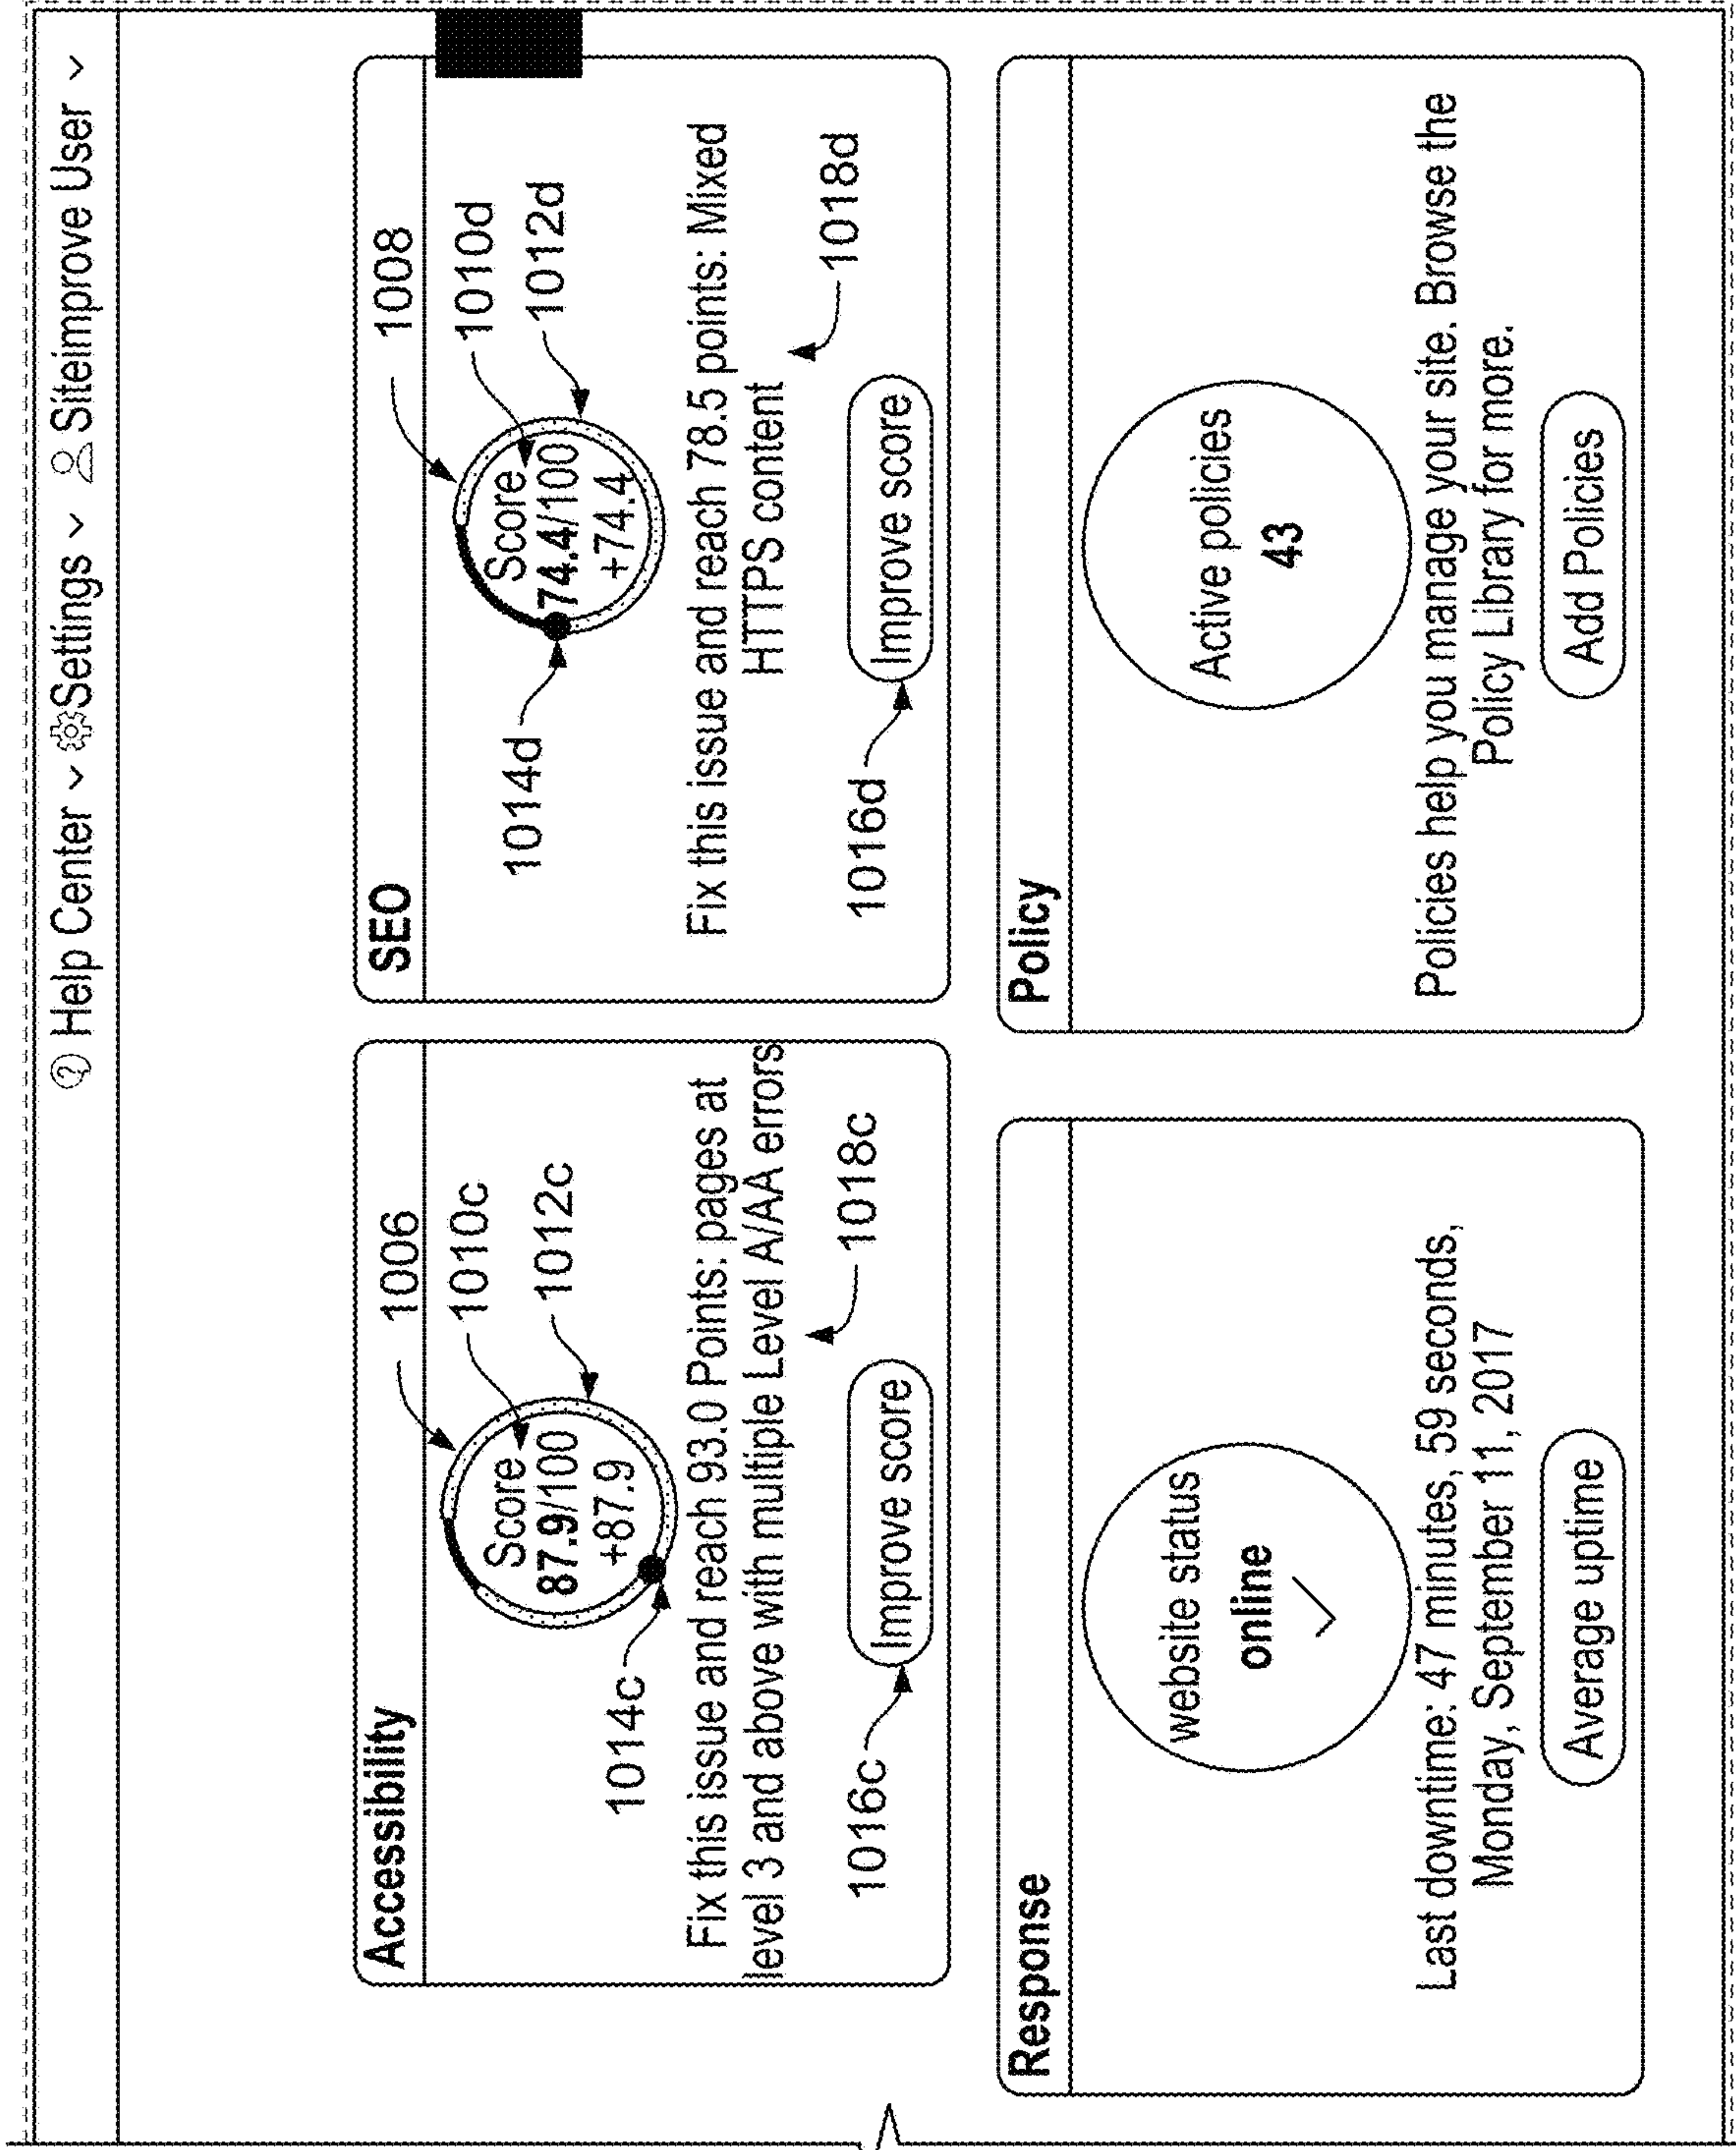 Help Center Settings Siteimprove User
Accessibility
1006
1010c
1012c
Score
87.9/100
+87.9
1014c
Fix this issue and reach 93.0 Points: pages at
level 3 and above with multiple Level A/AA errors
1018c
Improve score
1016c
SEO
1008
1010d
1012d
Score
74.4/100
+74.4
1014d
Fix this issue and reach 78.5 points: Mixed
HTTPS content
1018d
Improve score
1016d
Response
website status
online
Last downtime: 47 minutes, 59 seconds,
Monday, September 11, 2017
Average uptime
Policy
Active policies
43
Policies help you manage your site. Browse the
Policy Library for more.
Add Policies